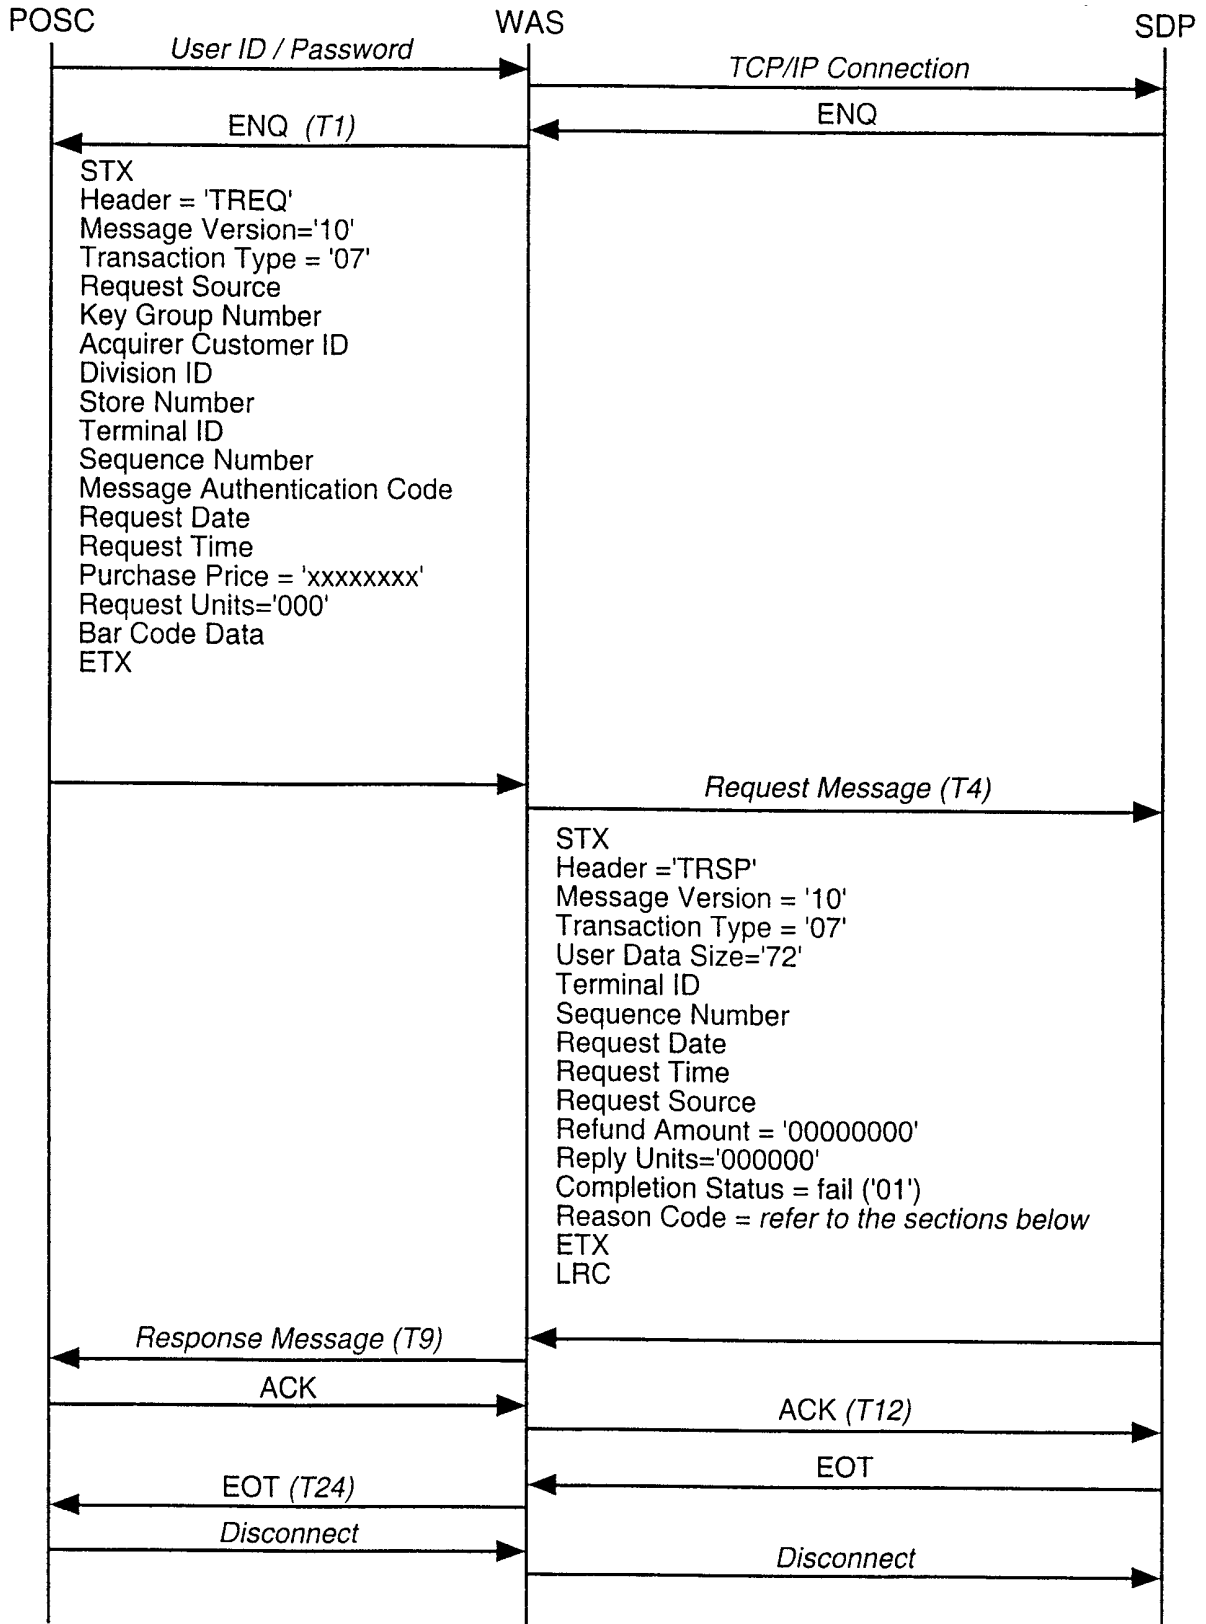 POSC
WAS
SDP
User ID / Password
TCP/IP Connection
ENQ
ENQ (T1)
STX
Header = 'TREQ'
Message Version='10'
Transaction Type = '07'
Request Source
Key Group Number
Acquirer Customer ID
Division ID
Store Number
Terminal ID
Sequence Number
Message Authentication Code
Request Date
Request Time
Purchase Price = 'xxxxxxxx'
Request Units='000'
Bar Code Data
ETX
Request Message (T4)
STX
Header ='TRSP'
Message Version = '10'
Transaction Type = '07'
User Data Size='72'
Terminal ID
Sequence Number
Request Date
Request Time
Request Source
Refund Amount = '00000000'
Reply Units='000000'
Completion Status = fail ('01')
Reason Code = refer to the sections below
ETX
LRC
Response Message (T9)
ACK
ACK (T12)
EOT
EOT (T24)
Disconnect
Disconnect